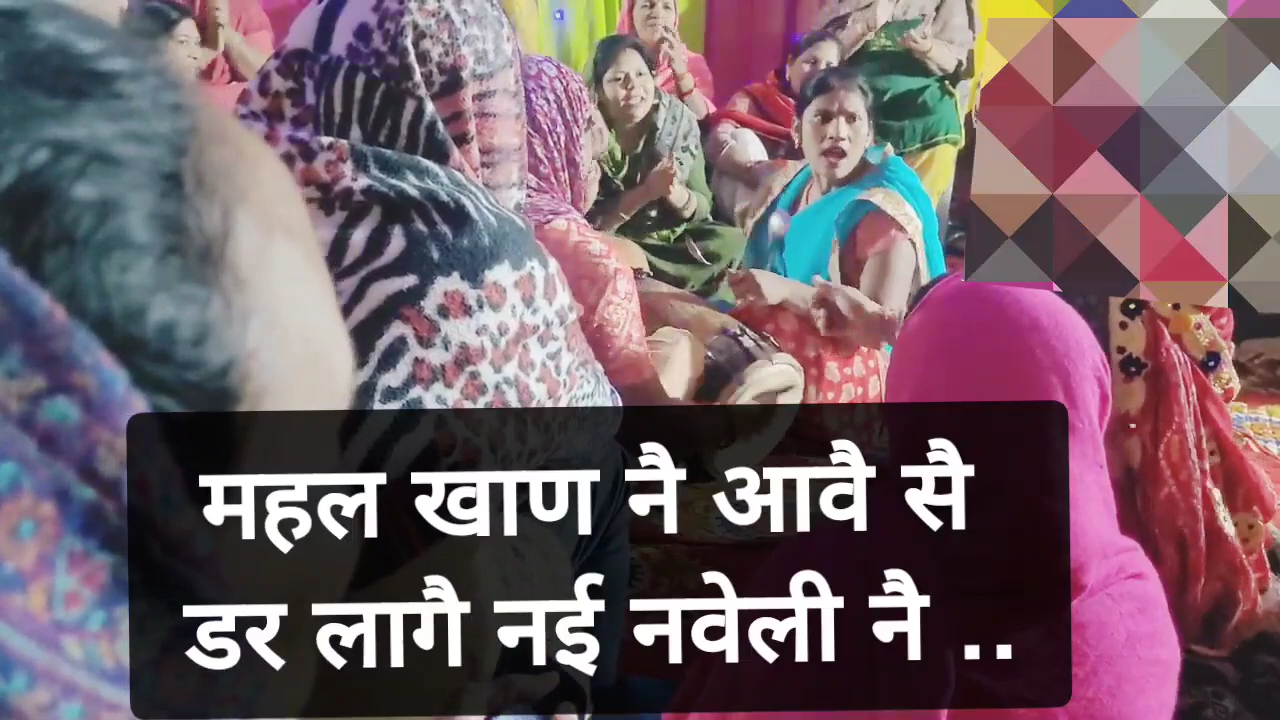 महल खाण नै आवै सै
डर लागै नई नवेली नै ..